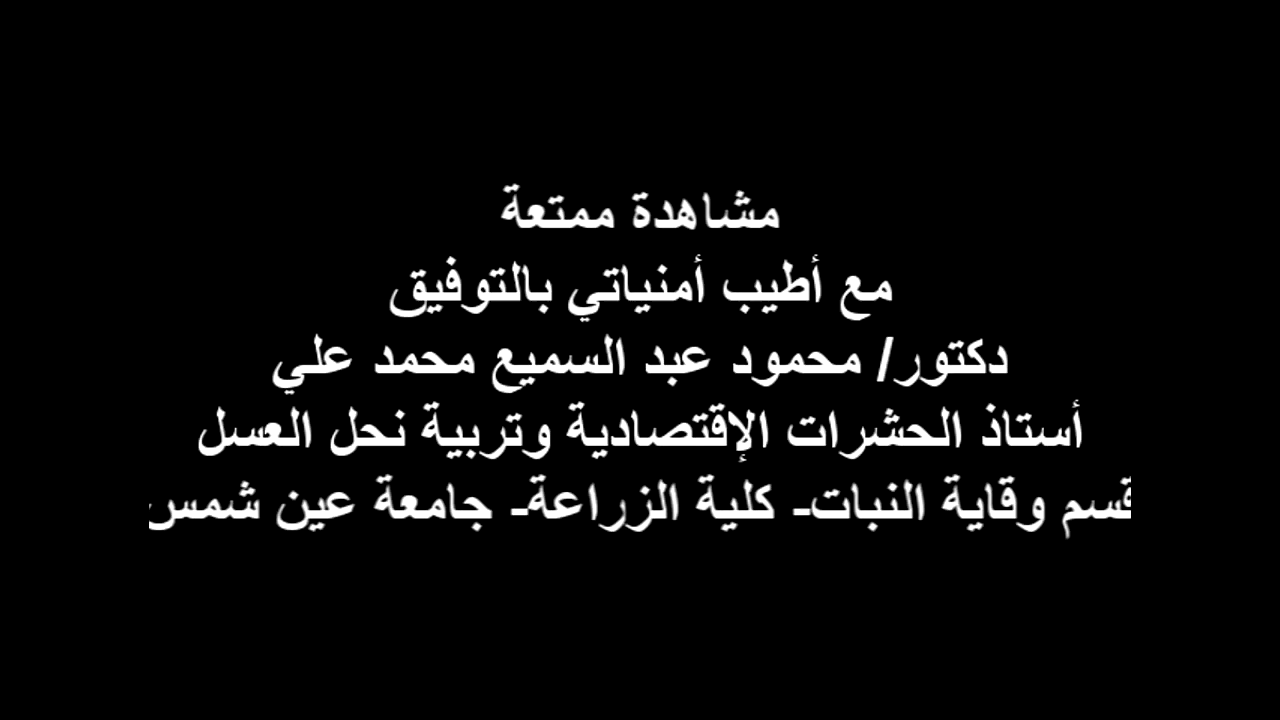 مشاهدة ممتعة
مع أطيب أمنياتي بالتوفيق
دكتور/ محمود عبد السميع محمد علي
أستاذ الحشرات الإقتصادية وتربية نحل العسل
قسم وقاية النبات- كلية الزراعة- جامعة عين شمس